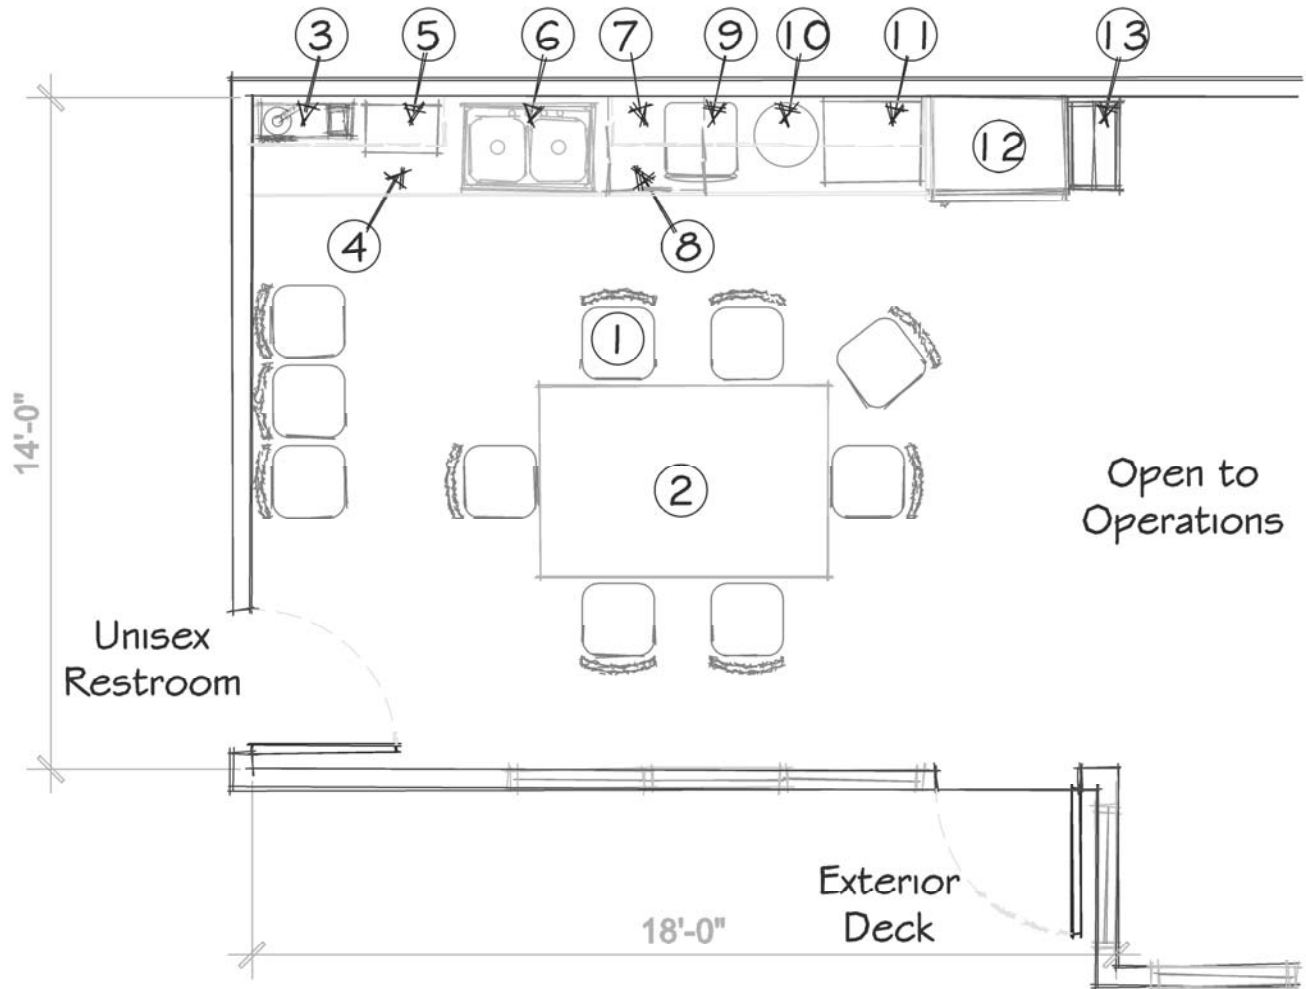 3
5
6
7
9
10
11
13
12
4
8
1
14'-0"
2
Open to
Operations
Unisex
Restroom
Exterior
Deck
18'-0"